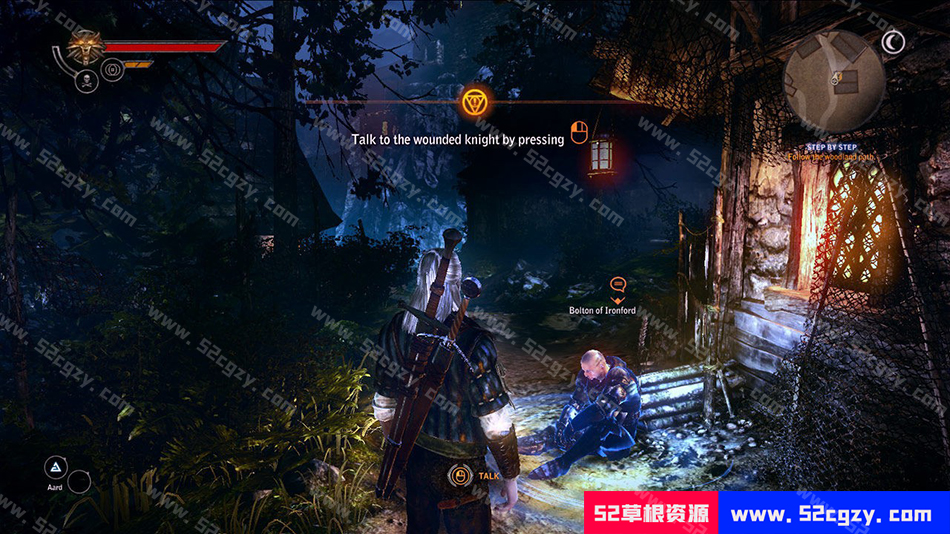 Talk to the wounded knight by pressing
STEP BY STEP
Follow the woodland path.
Bolton of Ironford
TALK
Aard
52草根资源
www.52cgzy.com